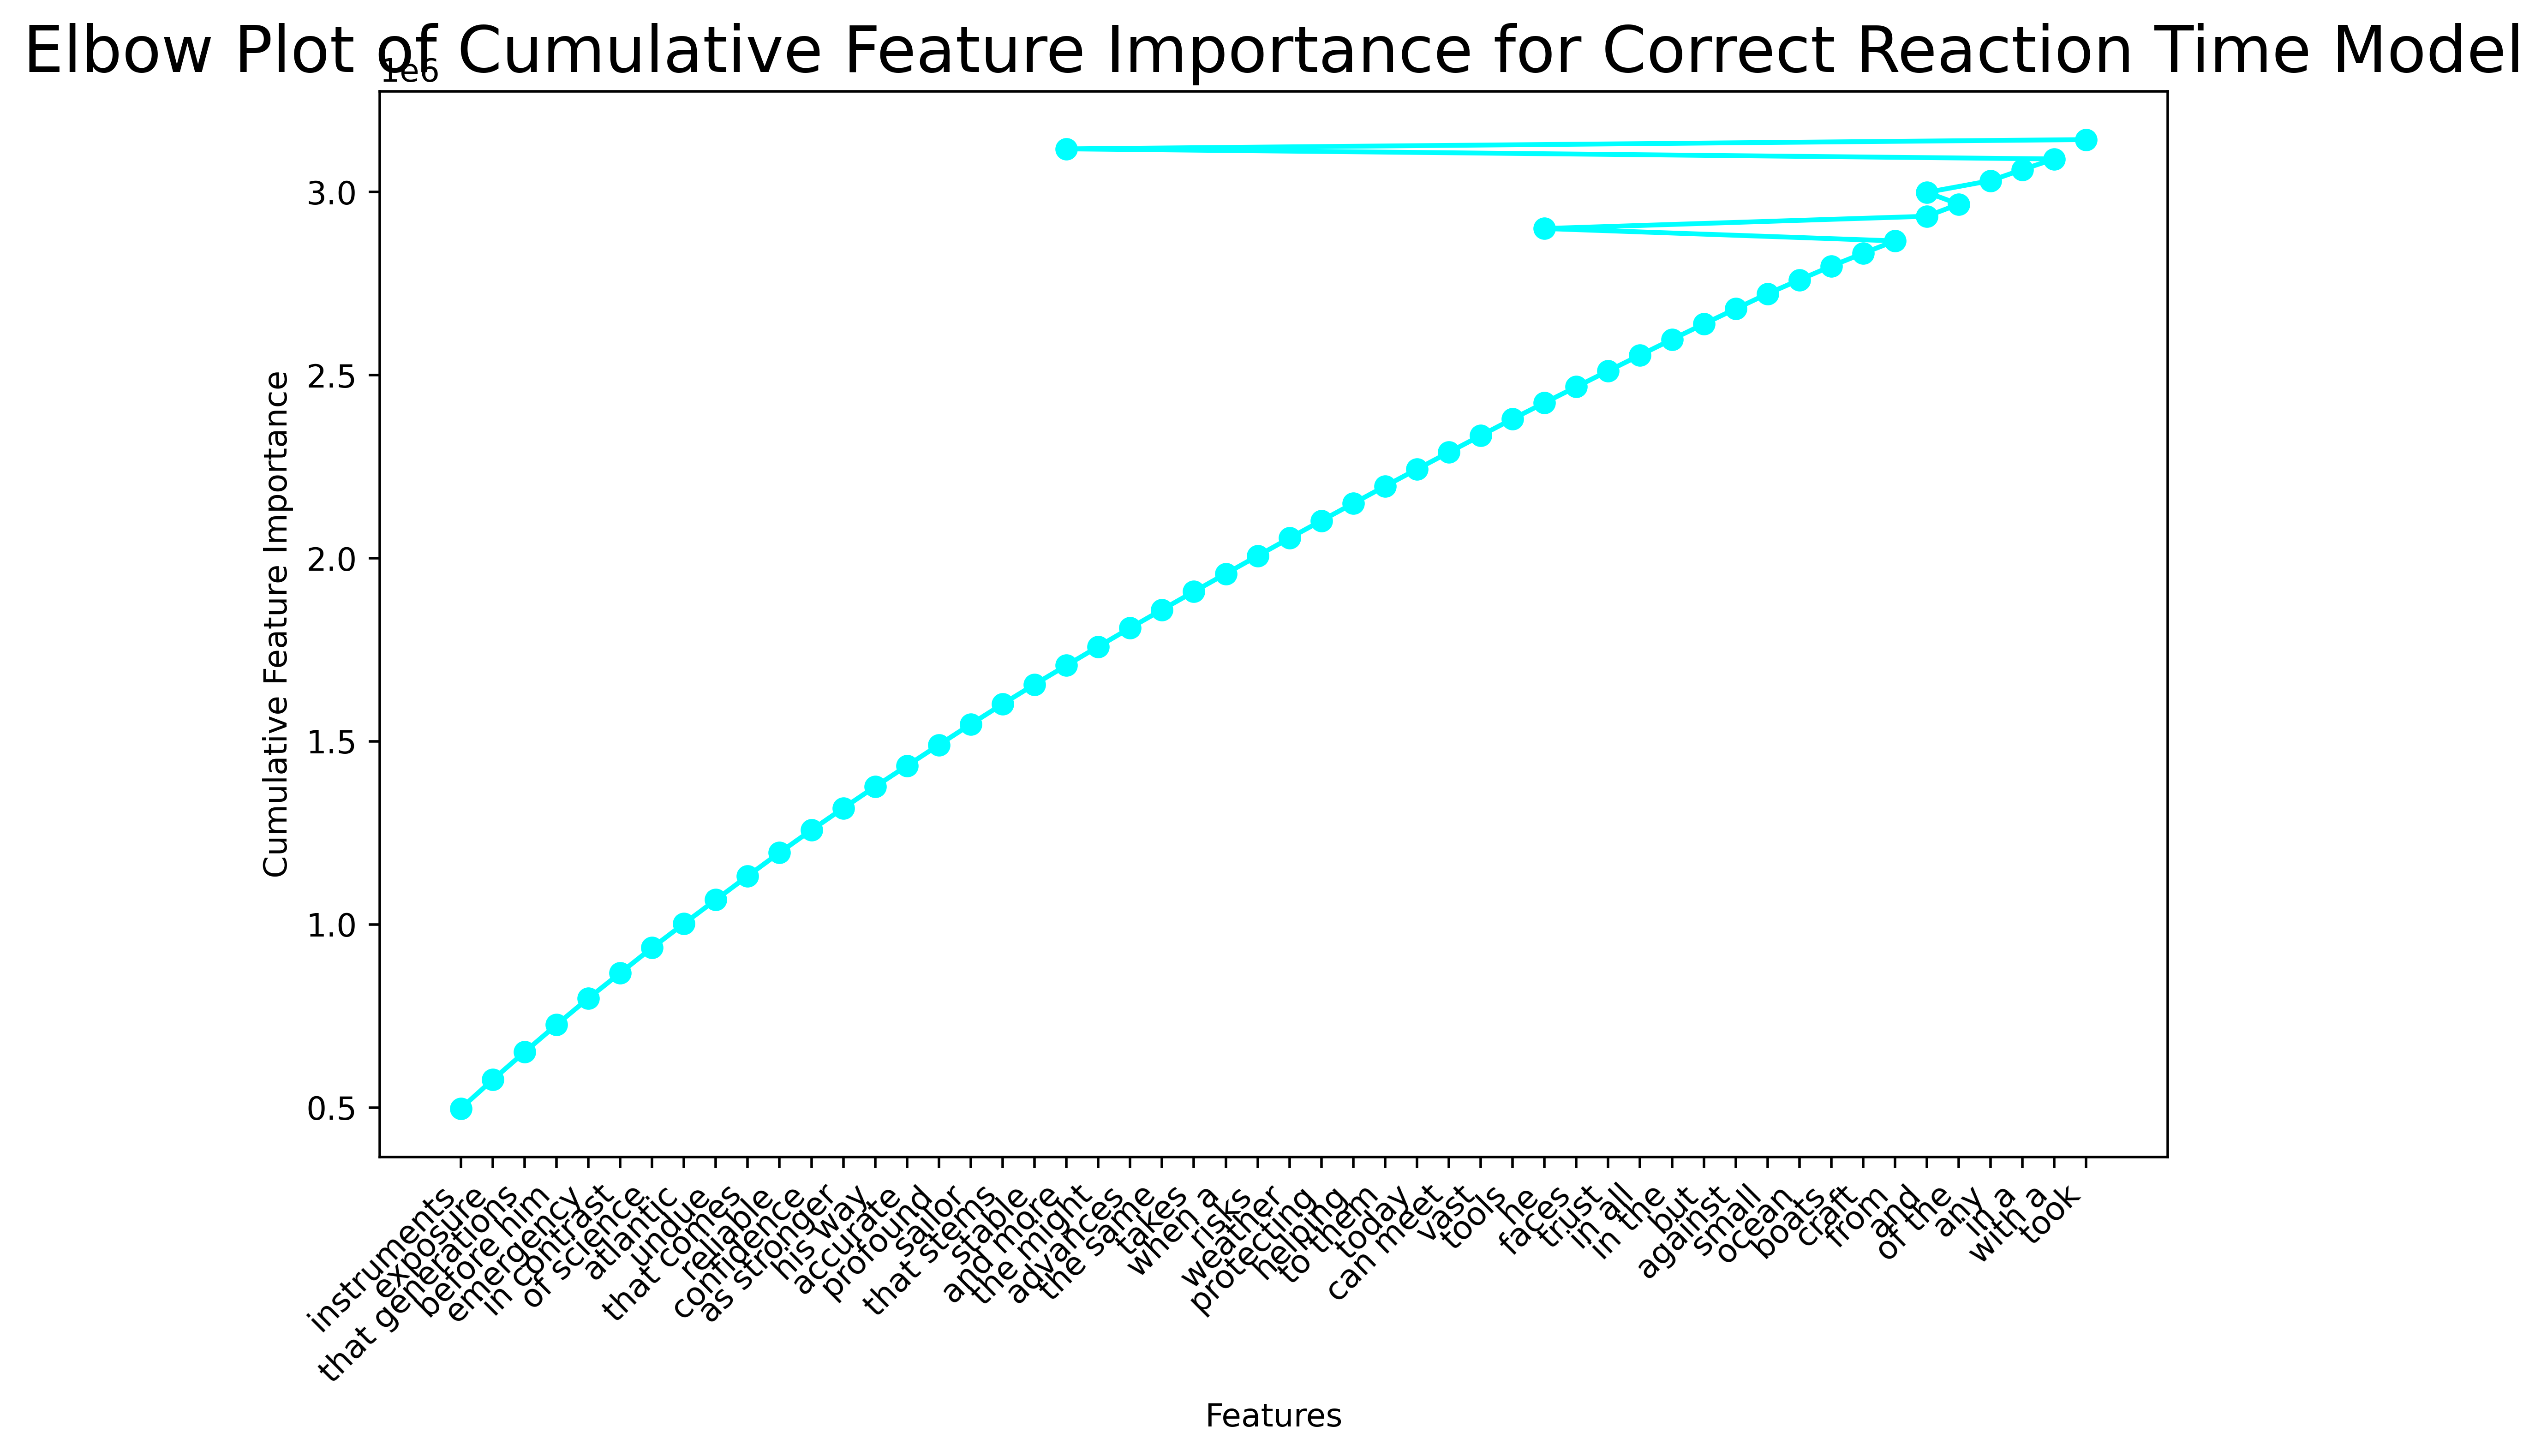 Elbow Plot of Cumulative Feature Importance for Correct Reaction Time Model
1e6
3.0
2.5
2.0
1.5
1.0
0.5
Cumulative Feature Importance
instruments
exposure
that generations
before him
emergency
in contrast
of science
atlantic
undue
that comes
reliable
confidence
as stronger
his way
accurate
profound
sailor
that stems
stable
and more
the might
advances
the same
takes
when a
risks
weather
protecting
helping
to them
today
can meet
vast
tools
he
faces
trust
in all
in the
but
against
small
ocean
boats
craft
from
and
of the
any
in a
with a
took
Features